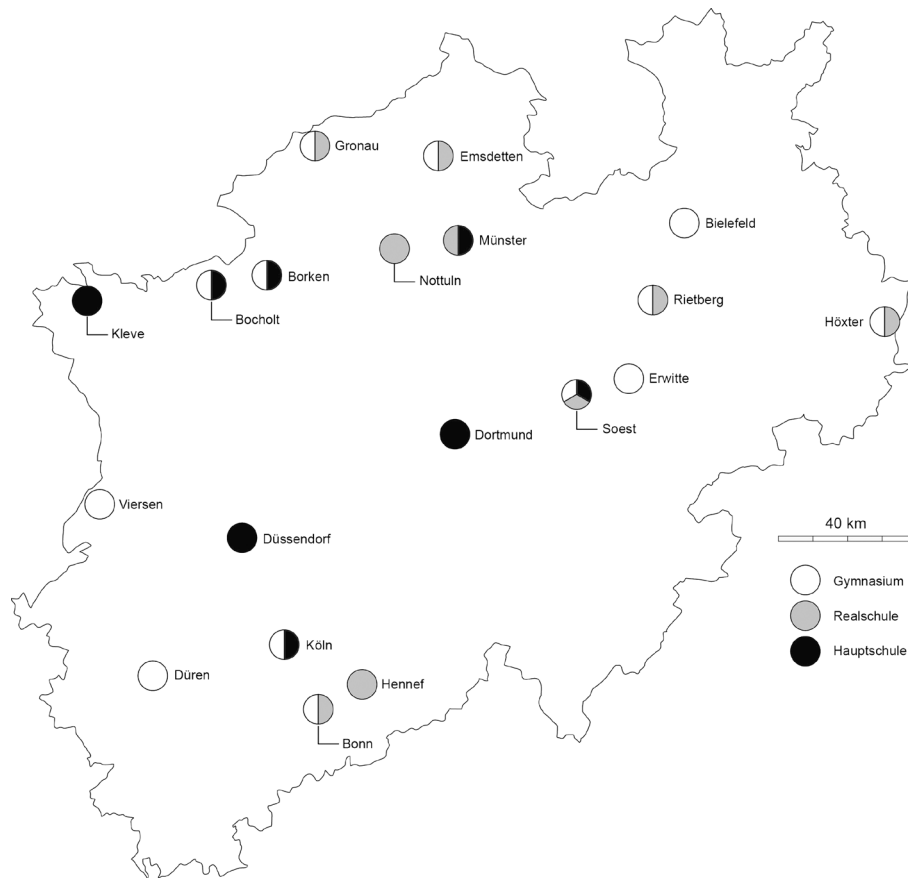 Gronau
Emsdetten
Bielefeld
Münster
Borken
Nottuln
Rietberg
Bocholt
Höxter
Kleve
Erwitte
Soest
Dortmund
Viersen
40 km
Düssendorf
Gymnasium
Realschule
Köln
Hauptschule
Düren
Hennef
Bonn